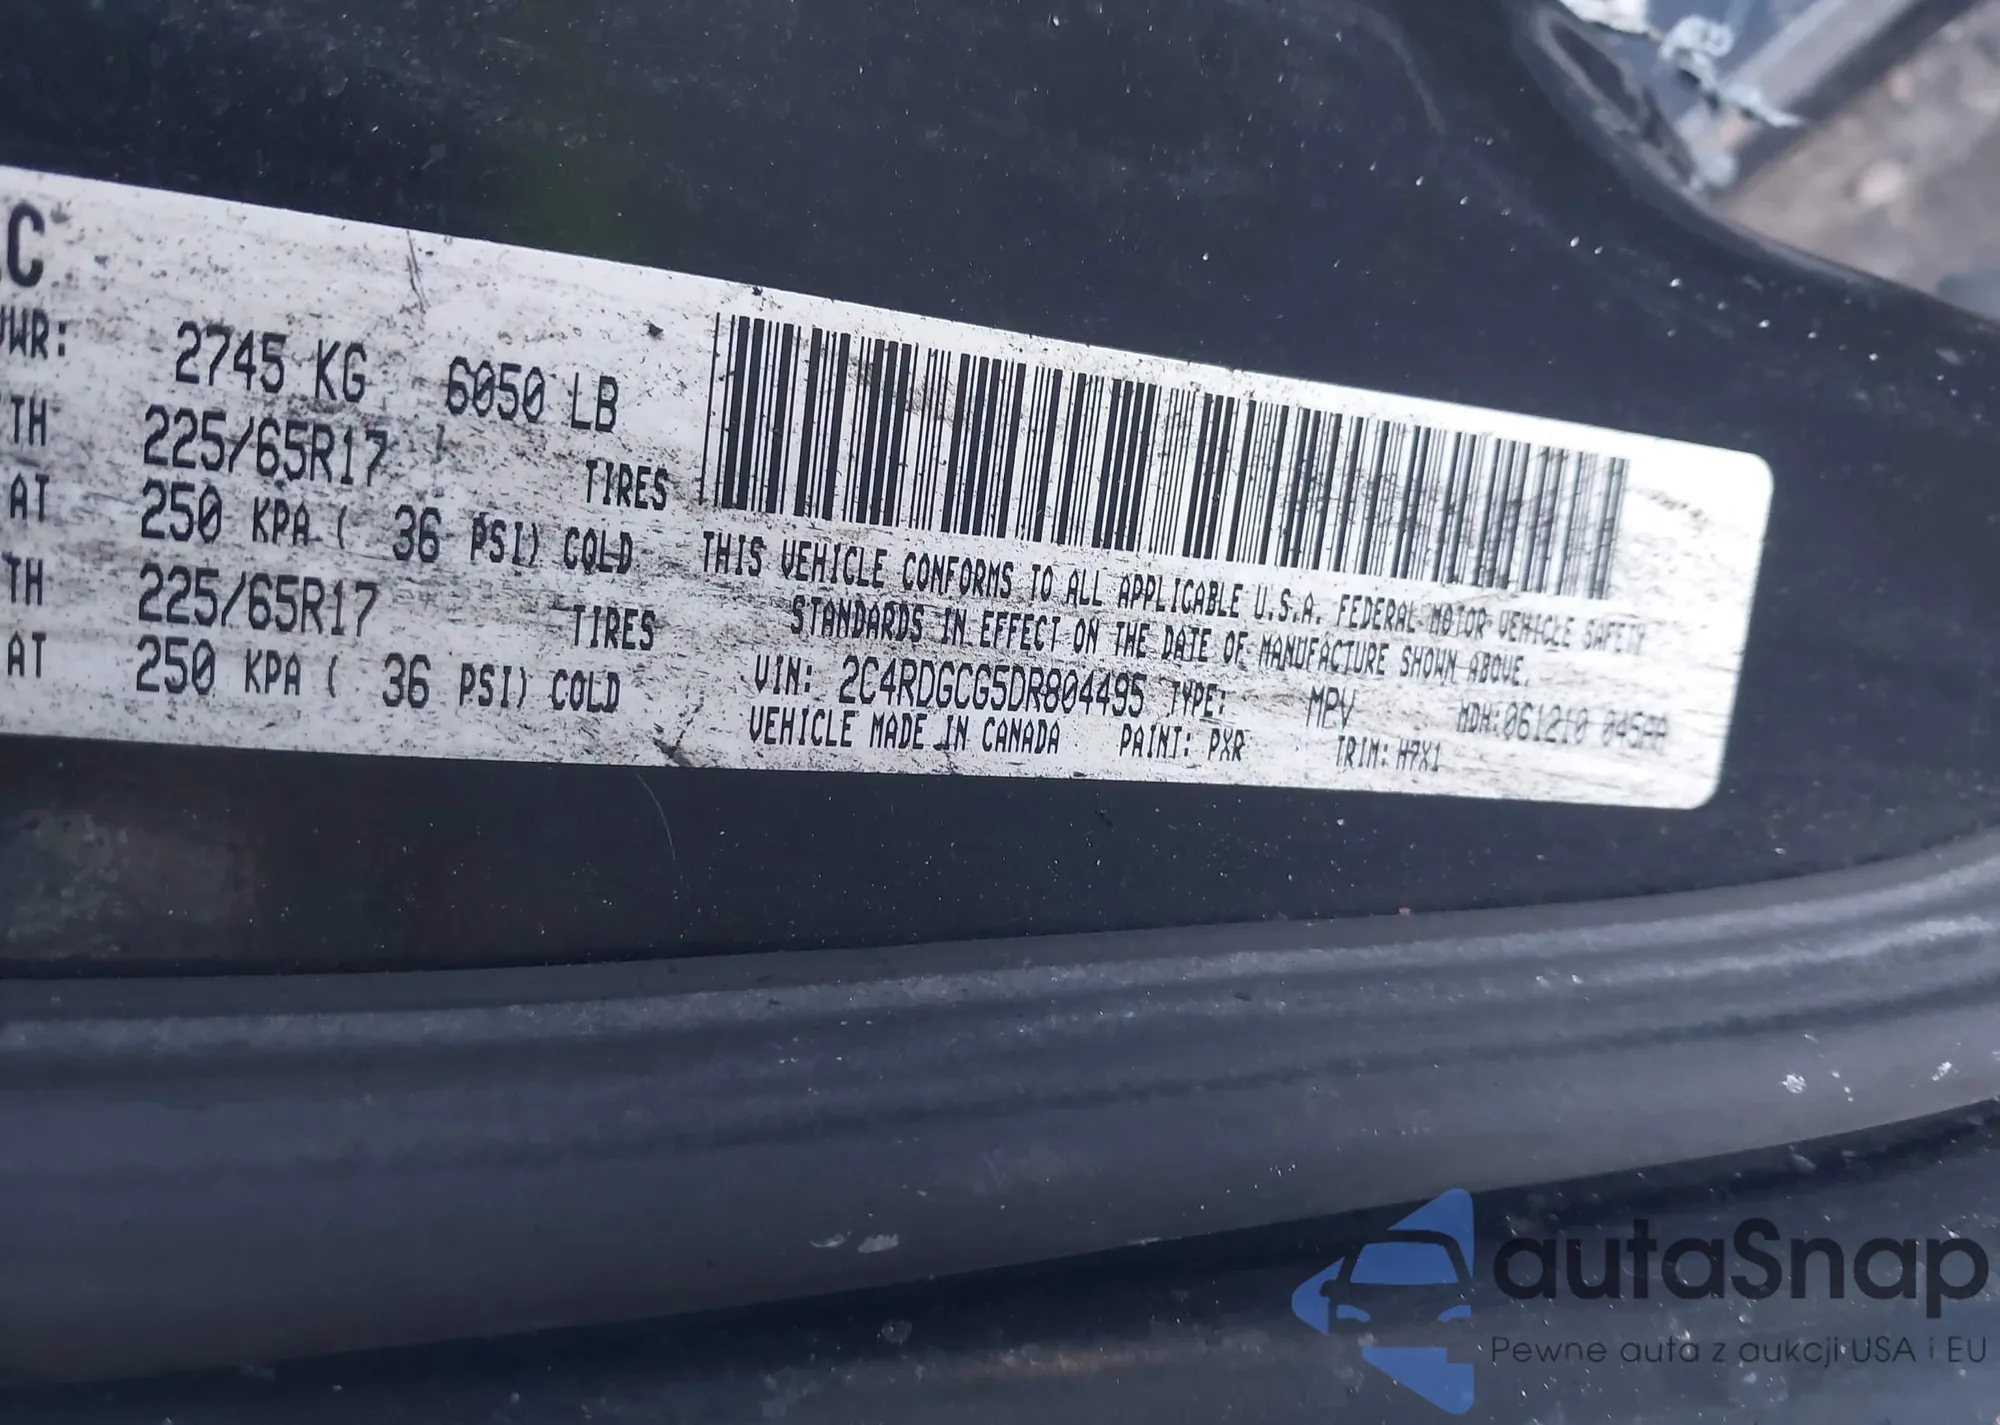 C
WR: 2745 KG 6050 LB
TH 225/65R17 TIRES
AT 250 KPA ( 36 PSI) COLD
TH 225/65R17 TIRES
AT 250 KPA ( 36 PSI) COLD
THIS VEHICLE CONFORMS TO ALL APPLICABLE U.S.A. FEDERAL MOTOR VEHICLE SAFETY
STANDARDS IN EFFECT ON THE DATE OF MANUFACTURE SHOWN ABOVE.
VIN: 2C4RDGCG5DR804495 TYPE: MPV MDH:061210 045AA
VEHICLE MADE IN CANADA PAINT: PXR TRIM: H7X1
autaSnap
Pewne auta z aukcji USA i EU